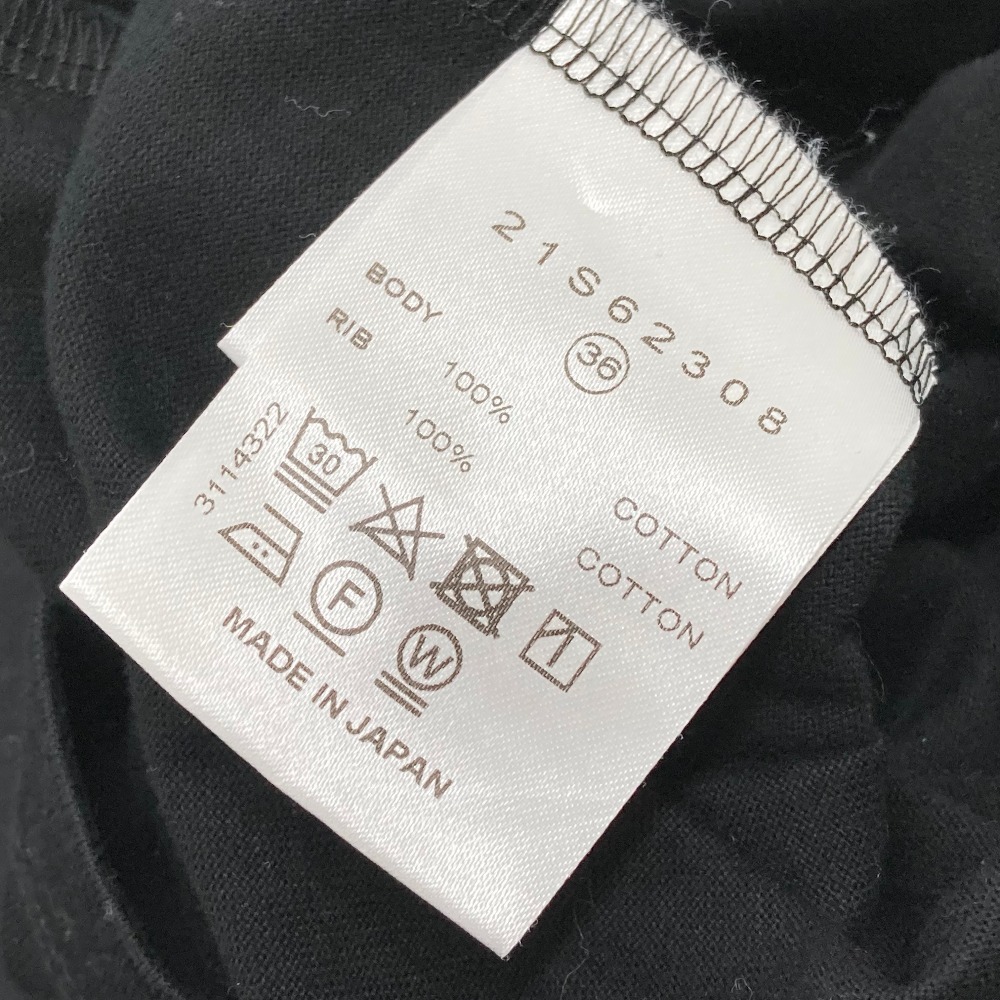 21S62308
36
BODY 100% COTTON
RIB 100% COTTON
3114322
30
F
W
MADE IN JAPAN